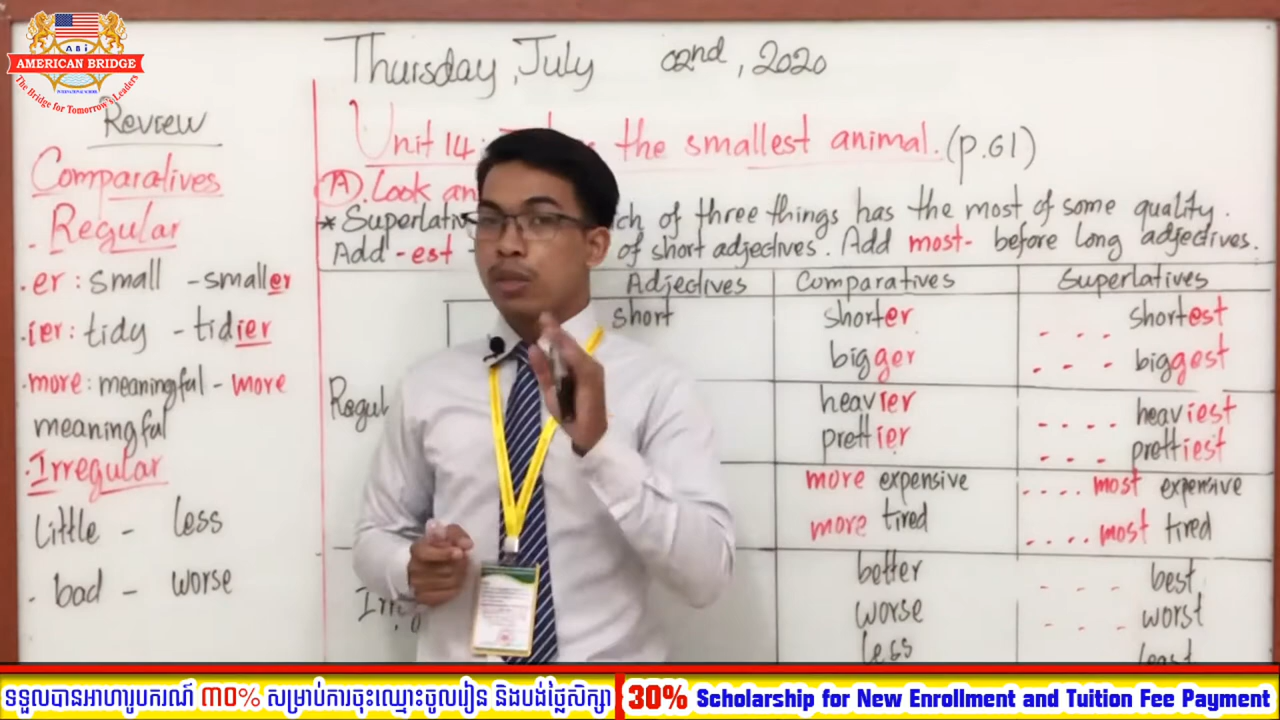 ABi
AMERICAN BRIDGE
The Bridge for Tomorrow's Leaders
Thursday, July 02nd, 2020
Review
Comparatives
. Regular
.er : small - smaller
.ier : tidy - tidier
.more : meaningful - more
meaningful
.Irregular
little - less
. bad - worse
Unit 14: the smallest animal. (p.61)
A. Look an
* Superlativ ch of three things has the most of some quality.
Add -est - of short adjectives. Add most- before long adjectives.
Adjectives Comparatives Superlatives
short shorter . . . . shortest
bigger . . . . biggest
Regul
heavier . . . . heaviest
prettier . . . prettiest
more expensive . . . . most expensive
more tired . . . . most tired
Irreg
better - - - best
worse - - - worst
less least
ទទួលបានអាហារូបករណ៍ ៣០% សម្រាប់ការចុះឈ្មោះចូលរៀន និងបង់ថ្លៃសិក្សា
30% Scholarship for New Enrollment and Tuition Fee Payment